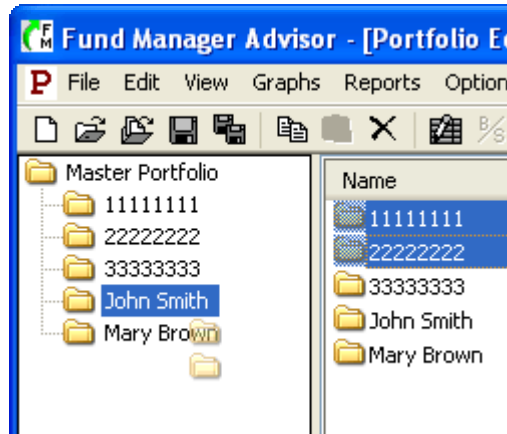 Fund Manager Advisor - [Portfolio
P File Edit View Graphs Reports Option
B/s
Master Portfolio
11111111
22222222
33333333
John Smith
Mary Brown
Name
11111111
22222222
33333333
John Smith
Mary Brown